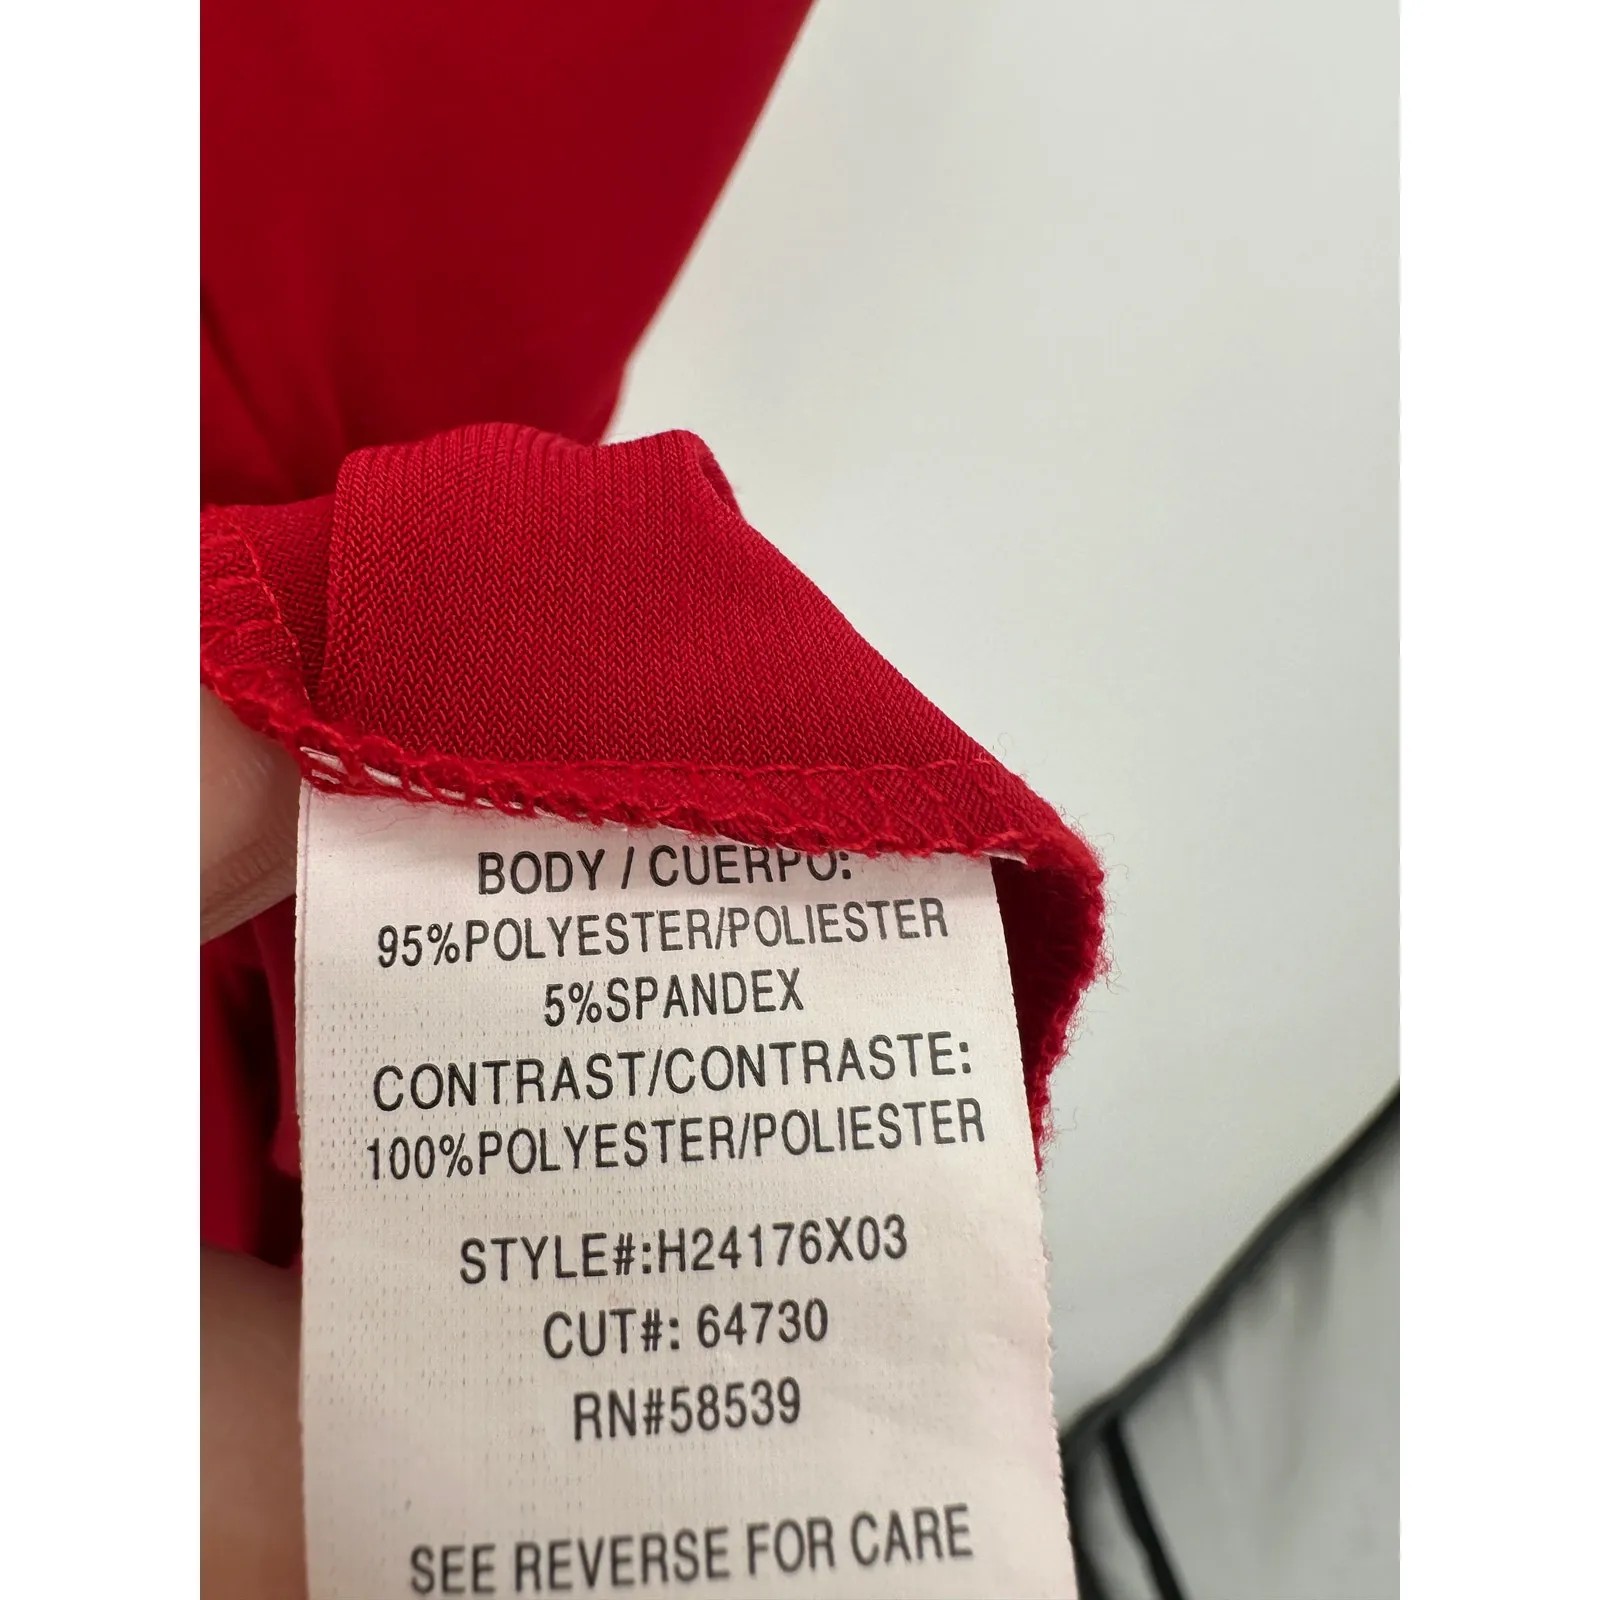 BODY / CUERPO:
95%POLYESTER/POLIESTER
5%SPANDEX
CONTRAST/CONTRASTE:
100%POLYESTER/POLIESTER
STYLE#:H24176X03
CUT#: 64730
RN#58539
SEE REVERSE FOR CARE